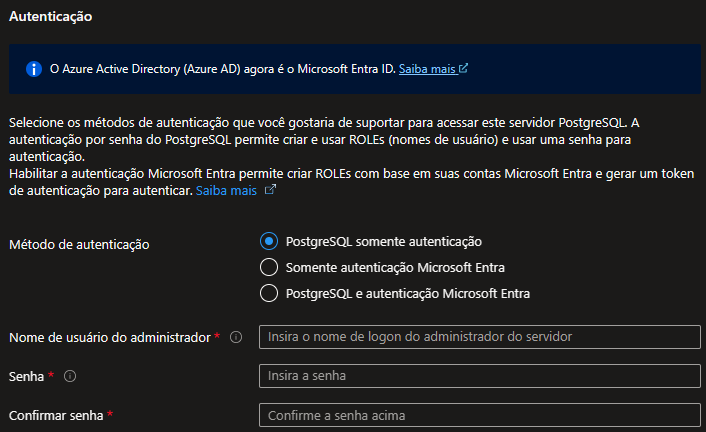 Autenticação
O Azure Active Directory (Azure AD) agora é o Microsoft Entra ID. Saiba mais
Selecione os métodos de autenticação que você gostaria de suportar para acessar este servidor PostgreSQL. A
autenticação por senha do PostgreSQL permite criar e usar ROLEs (nomes de usuário) e usar uma senha para
autenticação.
Habilitar a autenticação Microsoft Entra permite criar ROLEs com base em suas contas Microsoft Entra e gerar um token
de autenticação para autenticar. Saiba mais
Método de autenticação
PostgreSQL somente autenticação
Somente autenticação Microsoft Entra
PostgreSQL e autenticação Microsoft Entra
Nome de usuário do administrador *
Insira o nome de logon do administrador do servidor
Senha *
Insira a senha
Confirmar senha *
Confirme a senha acima